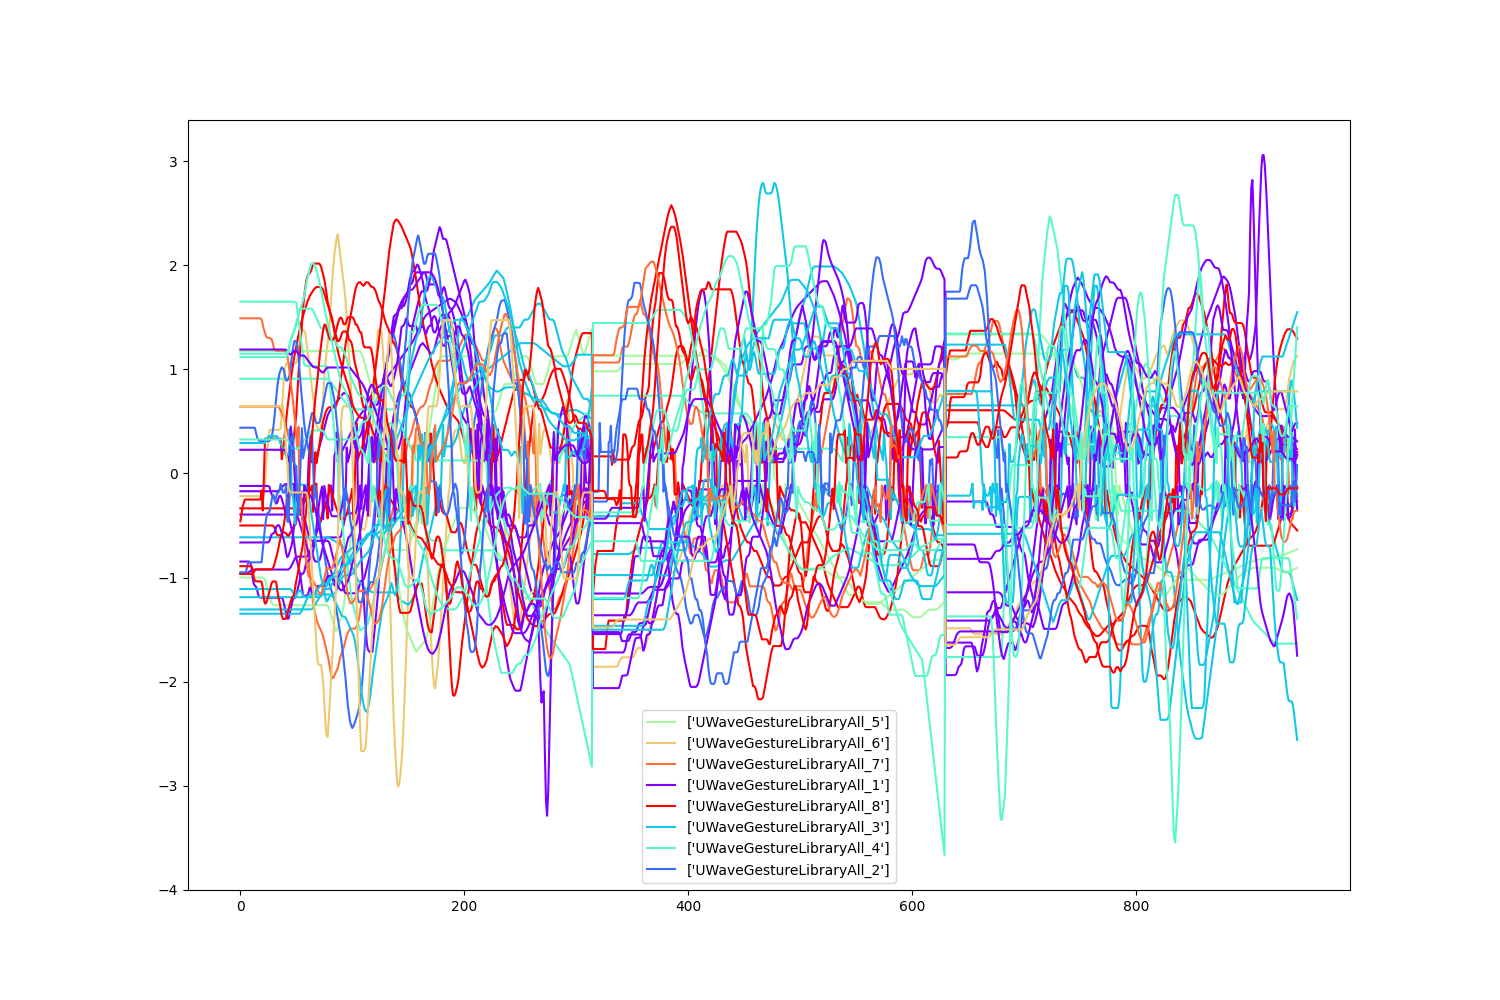 3
2
1
0
−1
−2
−3
−4
0 200 400 600 800
['UWaveGestureLibraryAll_5']
['UWaveGestureLibraryAll_6']
['UWaveGestureLibraryAll_7']
['UWaveGestureLibraryAll_1']
['UWaveGestureLibraryAll_8']
['UWaveGestureLibraryAll_3']
['UWaveGestureLibraryAll_4']
['UWaveGestureLibraryAll_2']